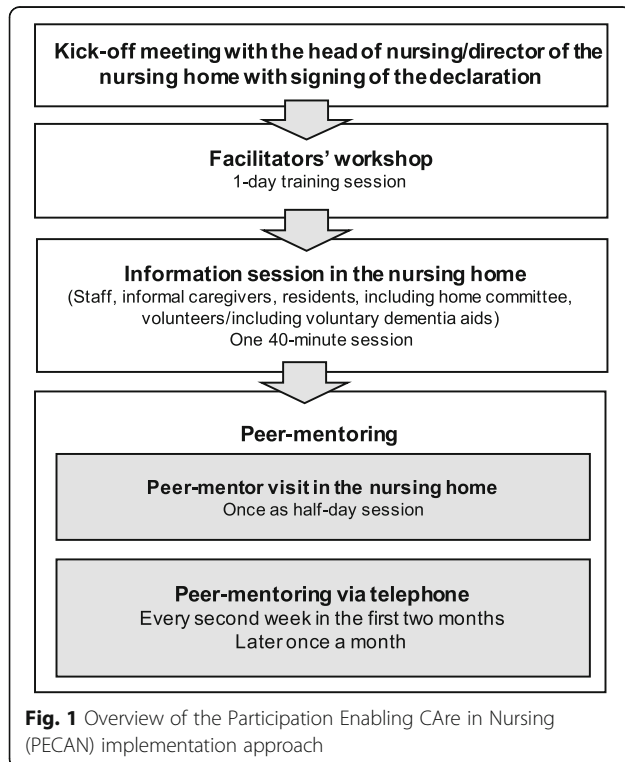 Kick-off meeting with the head of nursing/director of the
nursing home with signing of the declaration
Facilitators' workshop
1-day training session
Information session in the nursing home
(Staff, informal caregivers, residents, including home committee,
volunteers/including voluntary dementia aids)
One 40-minute session
Peer-mentoring
Peer-mentor visit in the nursing home
Once as half-day session
Peer-mentoring via telephone
Every second week in the first two months
Later once a month
Fig. 1 Overview of the Participation Enabling CAre in Nursing
(PECAN) implementation approach